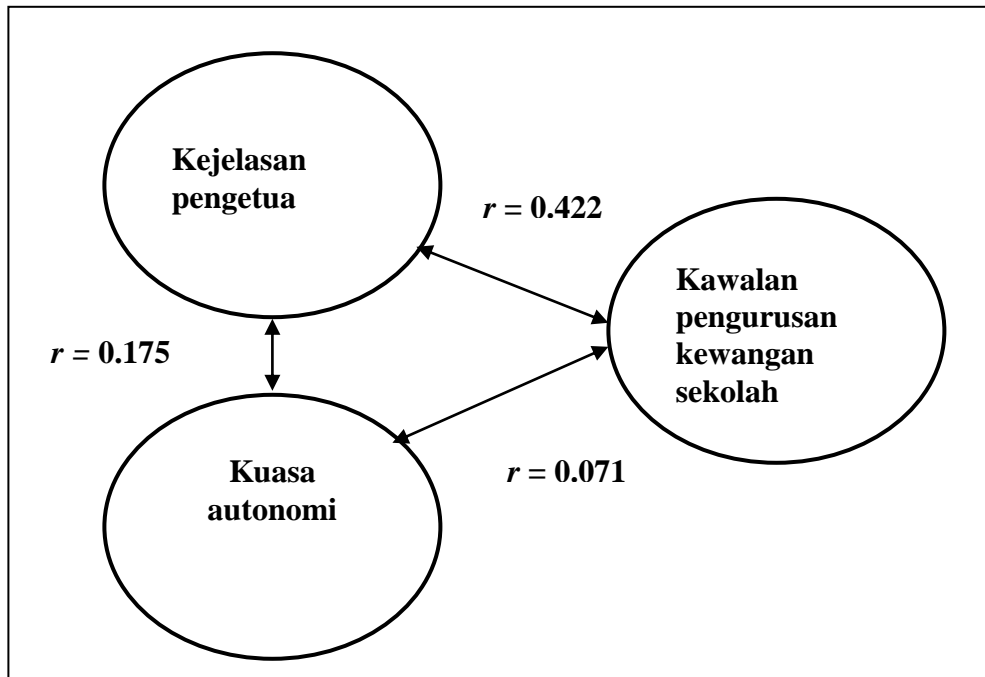 Kejelasan
pengetua
r = 0.422
Kawalan
pengurusan
kewangan
sekolah
r = 0.175
Kuasa
autonomi
r = 0.071